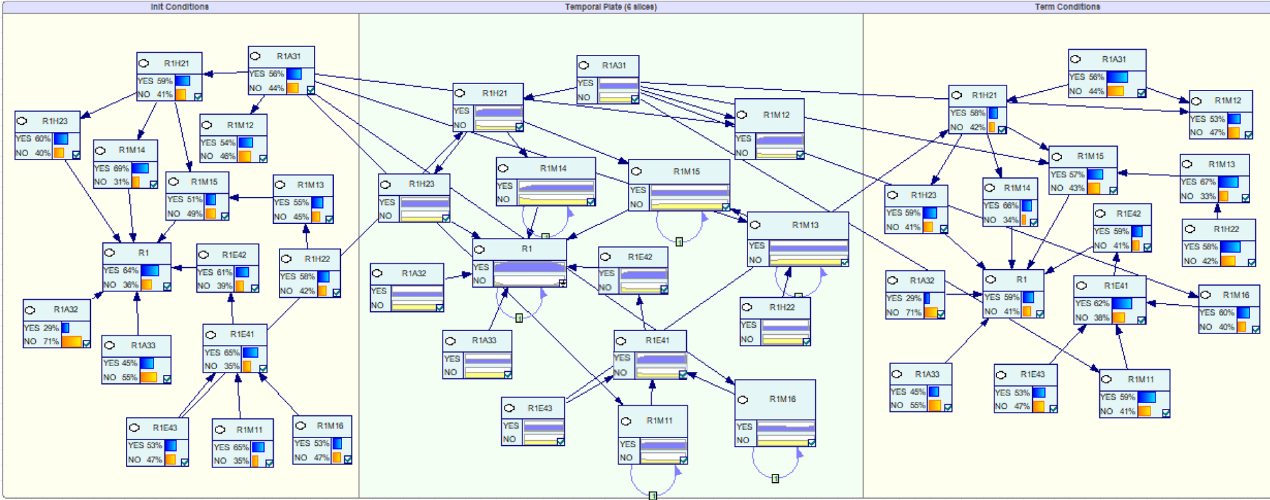 Init Conditions
Temporal Plate (6 slices)
Term Conditions
R1H21
YES 59%
NO 41%
R1A31
YES 56%
NO 44%
R1H23
YES 60%
NO 40%
R1M14
YES 69%
NO 31%
R1M12
YES 54%
NO 46%
R1M15
YES 51%
NO 49%
R1M13
YES 55%
NO 45%
R1
YES 64%
NO 36%
R1E42
YES 61%
NO 39%
R1H22
YES 58%
NO 42%
R1A32
YES 29%
NO 71%
R1A33
YES 45%
NO 55%
R1E41
YES 65%
NO 35%
R1E43
YES 53%
NO 47%
R1M11
YES 65%
NO 35%
R1M16
YES 53%
NO 47%
R1A31
YES
NO
R1H21
YES
NO
R1M12
YES
NO
R1M14
YES
NO
R1M15
YES
NO
R1H23
YES
NO
R1M13
YES
NO
R1
YES
NO
R1E42
YES
NO
R1A32
YES
NO
R1H22
YES
NO
R1A33
YES
NO
R1E41
YES
NO
R1E43
YES
NO
R1M11
YES
NO
R1M16
YES
NO
1
1
1
1
R1A31
YES 56%
NO 44%
R1H21
YES 58%
NO 42%
R1M12
YES 53%
NO 47%
R1M15
YES 57%
NO 43%
R1M13
YES 67%
NO 33%
R1H23
YES 59%
NO 41%
R1M14
YES 66%
NO 34%
R1E42
YES 59%
NO 41%
R1H22
YES 58%
NO 42%
R1A32
YES 29%
NO 71%
R1
YES 59%
NO 41%
R1E41
YES 62%
NO 38%
R1M16
YES 60%
NO 40%
R1A33
YES 45%
NO 55%
R1E43
YES 53%
NO 47%
R1M11
YES 59%
NO 41%